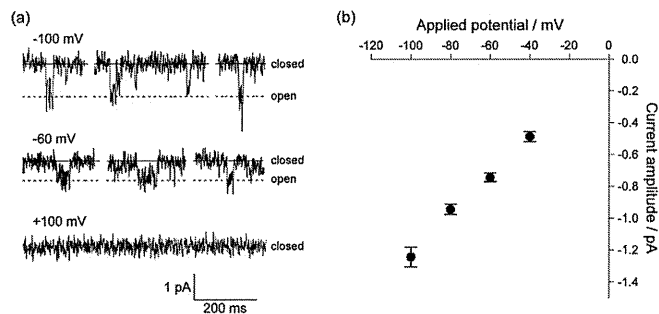 (a)
-100 mV
closed
open
-60 mV
closed
open
+100 mV
closed
1 pA
200 ms
(b)
Applied potential / mV
-120 -100 -80 -60 -40 -20 0
0.0
-0.4
-0.6
-0.8
-1.0
-1.2
-1.4
Current amplitude / pA